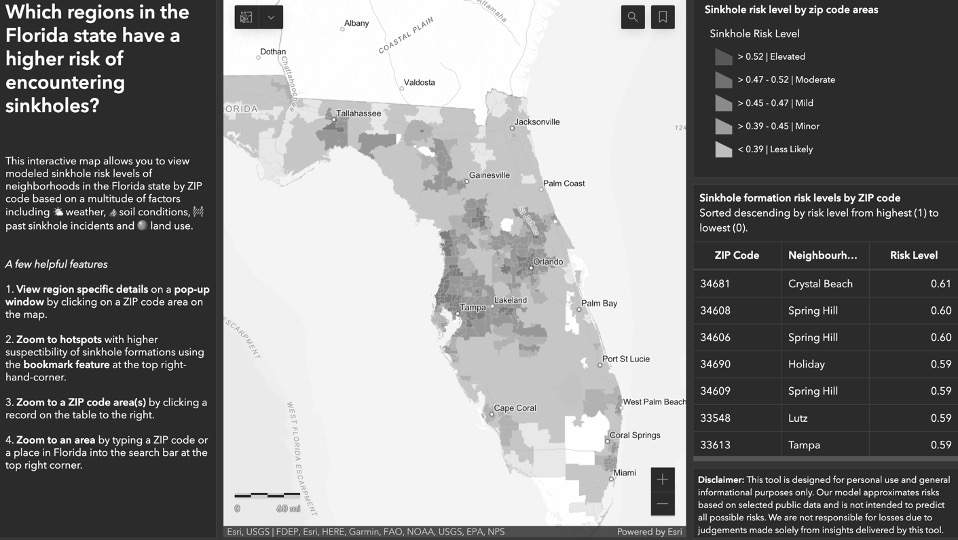 Which regions in the
Florida state have a
higher risk of
encountering
sinkholes?
This interactive map allows you to view
modeled sinkhole risk levels of
neighborhoods in the Florida state by ZIP
code based on a multitude of factors
including weather, soil conditions,
past sinkhole incidents and land use.
A few helpful features
1. View region specific details on a pop-up
window by clicking on a ZIP code area on
the map.
2. Zoom to hotspots with higher
suspectibility of sinkhole formations using
the bookmark feature at the top right-
hand-corner.
3. Zoom to a ZIP code area(s) by clicking a
record on the table to the right.
4. Zoom to an area by typing a ZIP code or
a place in Florida into the search bar at the
top right corner.
Altamaha
Albany
COASTAL PLAIN
Dothan
Chattahoochee
Valdosta
ORIDA
Tallahassee
Jacksonville
T24
Gainesville
Palm Coast
St. Johns
Orlando
Lakeland
Tampa
Palm Bay
ESCARPMENT
Port St Lucie
West Palm Beach
Cape Coral
WEST FLORIDA ESCARPMENT
Coral Springs
Miami
0 60 mi
Esri, USGS | FDEP, Esri, HERE, Garmin, FAO, NOAA, USGS, EPA, NPS
Powered by Esri
Sinkhole risk level by zip code areas
Sinkhole Risk Level
> 0.52 | Elevated
> 0.47 - 0.52 | Moderate
> 0.45 - 0.47 | Mild
> 0.39 - 0.45 | Minor
< 0.39 | Less Likely
Sinkhole formation risk levels by ZIP code
Sorted descending by risk level from highest (1) to
lowest (0).
ZIP Code Neighbourh... Risk Level
34681 Crystal Beach 0.61
34608 Spring Hill 0.60
34606 Spring Hill 0.60
34690 Holiday 0.59
34609 Spring Hill 0.59
33548 Lutz 0.59
33613 Tampa 0.59
Disclaimer: This tool is designed for personal use and general
informational purposes only. Our model approximates risks
based on selected public data and is not intended to predict
all possible risks. We are not responsible for losses due to
judgements made solely from insights delivered by this tool.